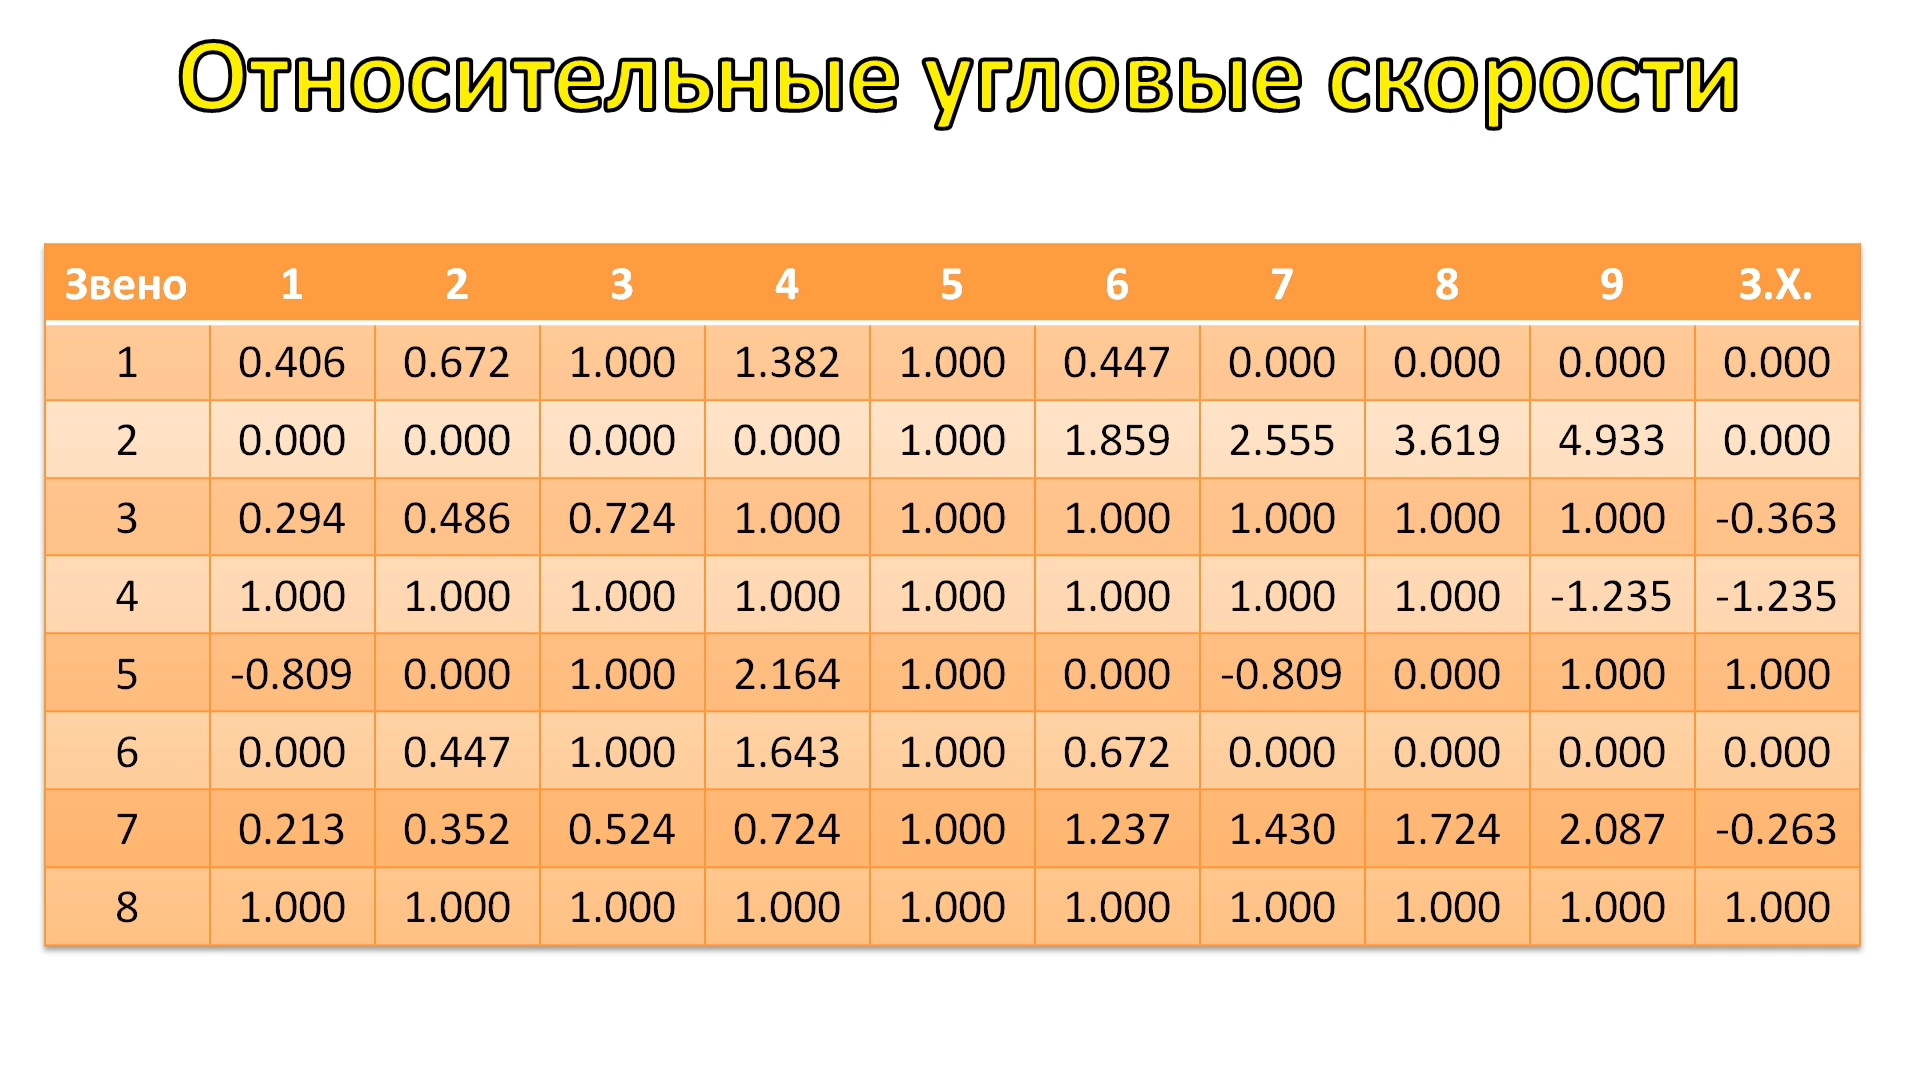 Относительные угловые скорости
Звено 1 2 3 4 5 6 7 8 9 З.Х.
1 0.406 0.672 1.000 1.382 1.000 0.447 0.000 0.000 0.000 0.000
2 0.000 0.000 0.000 0.000 1.000 1.859 2.555 3.619 4.933 0.000
3 0.294 0.486 0.724 1.000 1.000 1.000 1.000 1.000 1.000 -0.363
4 1.000 1.000 1.000 1.000 1.000 1.000 1.000 1.000 -1.235 -1.235
5 -0.809 0.000 1.000 2.164 1.000 0.000 -0.809 0.000 1.000 1.000
6 0.000 0.447 1.000 1.643 1.000 0.672 0.000 0.000 0.000 0.000
7 0.213 0.352 0.524 0.724 1.000 1.237 1.430 1.724 2.087 -0.263
8 1.000 1.000 1.000 1.000 1.000 1.000 1.000 1.000 1.000 1.000